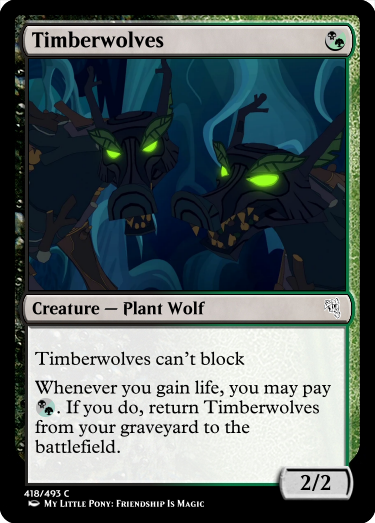 Timberwolves
Creature — Plant Wolf
Timberwolves can't block
Whenever you gain life, you may pay
. If you do, return Timberwolves
from your graveyard to the
battlefield.
2/2
418/493 C
My Little Pony: Friendship Is Magic